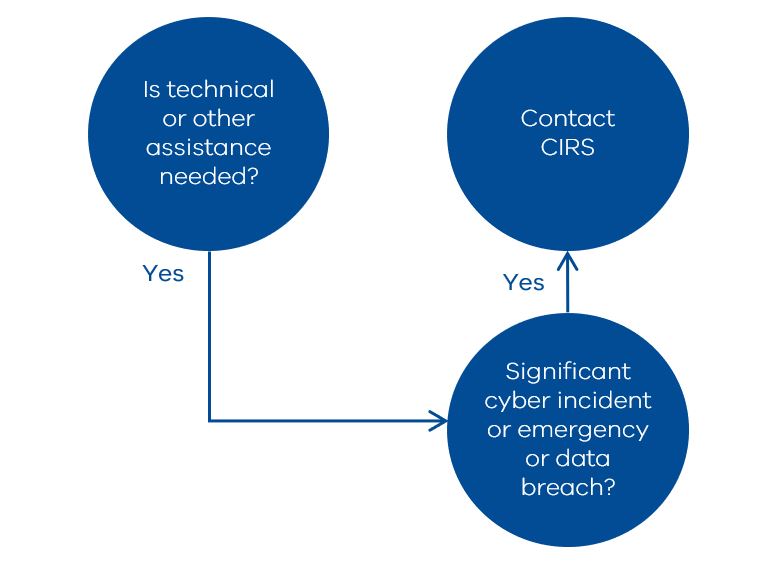 Is technical
or other
assistance
needed?
Contact
CIRS
Yes
Yes
Significant
cyber incident
or emergency
or data
breach?